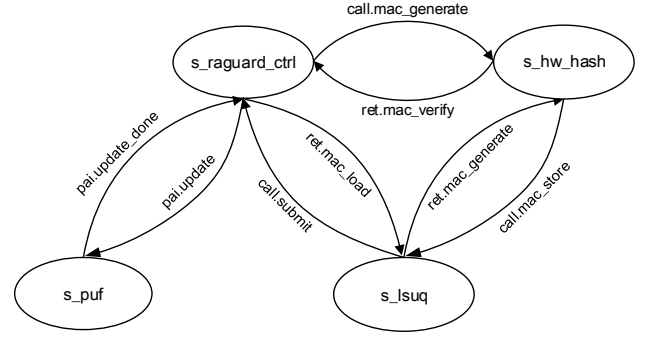 call.mac_generate
s_raguard_ctrl
s_hw_hash
ret.mac_verify
pai.update_done
pai.update
ret.mac_load
call.submit
ret.mac_generate
call.mac_store
s_puf
s_lsuq